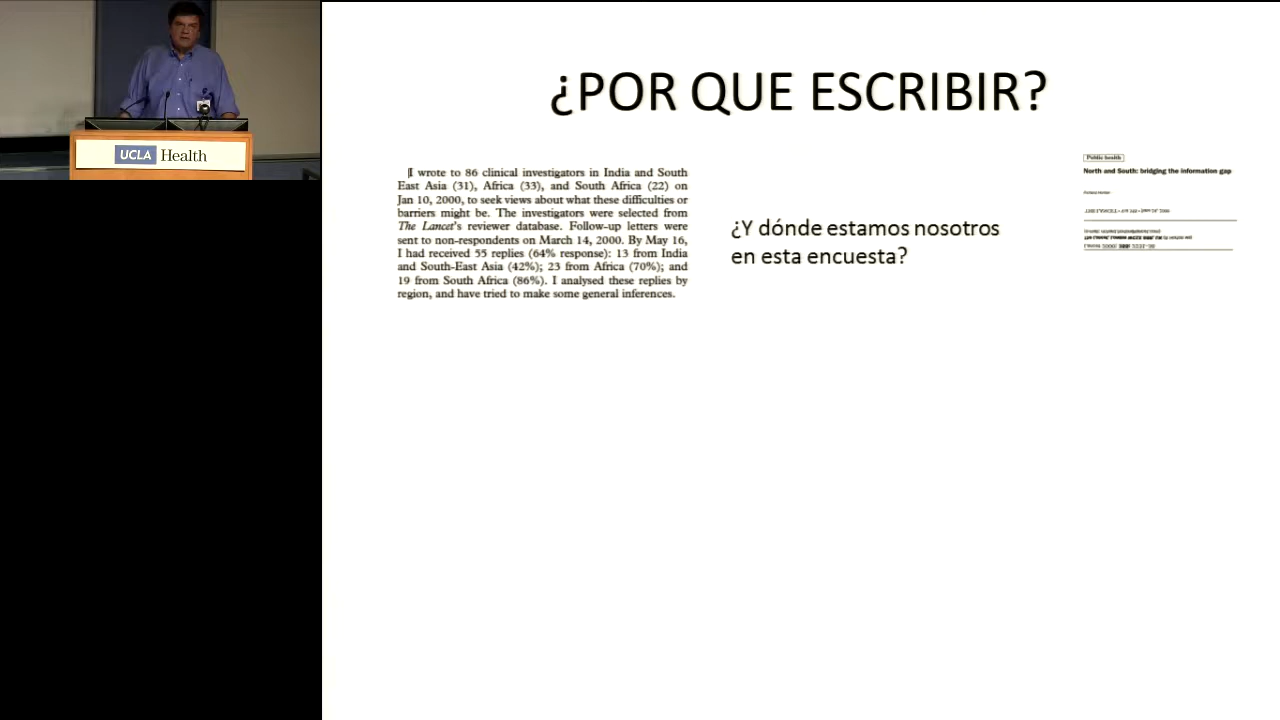 UCLA Health
¿POR QUE ESCRIBIR?
I wrote to 86 clinical investigators in India and South
East Asia (31), Africa (33), and South Africa (22) on
Jan 10, 2000, to seek views about what these difficulties or
barriers might be. The investigators were selected from
The Lancet's reviewer database. Follow-up letters were
sent to non-respondents on March 14, 2000. By May 16,
I had received 55 replies (64% response): 13 from India
and South-East Asia (42%); 23 from Africa (70%); and
19 from South Africa (86%). I analysed these replies by
region, and have tried to make some general inferences.
¿Y dónde estamos nosotros
en esta encuesta?
Public health
North and South: bridging the information gap